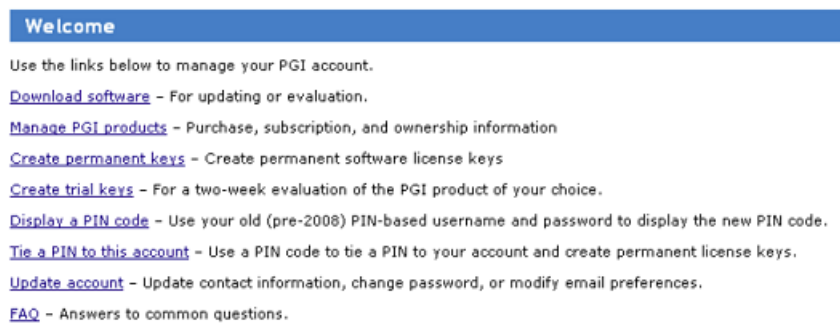 Welcome
Use the links below to manage your PGI account.
Download software – For updating or evaluation.
Manage PGI products – Purchase, subscription, and ownership information
Create permanent keys – Create permanent software license keys
Create trial keys – For a two-week evaluation of the PGI product of your choice.
Display a PIN code – Use your old (pre-2008) PIN-based username and password to display the new PIN code.
Tie a PIN to this account – Use a PIN code to tie a PIN to your account and create permanent license keys.
Update account – Update contact information, change password, or modify email preferences.
FAQ – Answers to common questions.